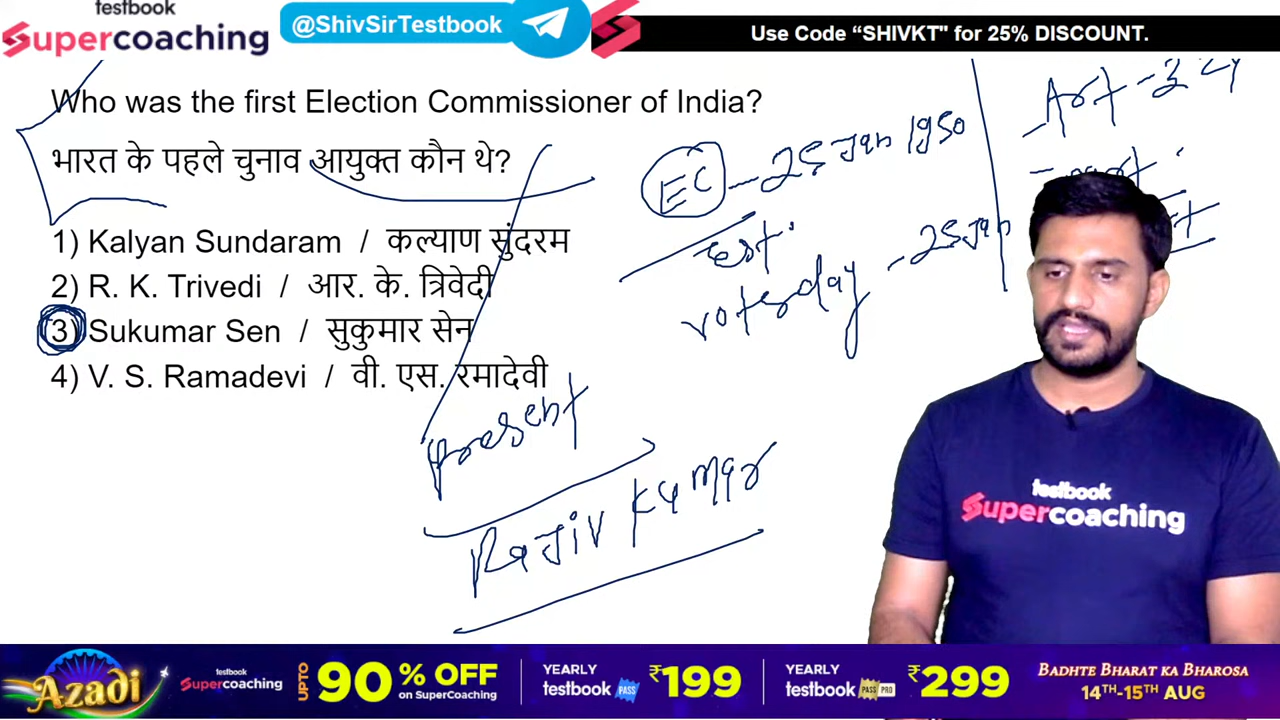 testbook
Supercoaching
@ShivSirTestbook
Use Code “SHIVKT" for 25% DISCOUNT.
Who was the first Election Commissioner of India?
भारत के पहले चुनाव आयुक्त कौन थे?
1) Kalyan Sundaram / कल्याण सुंदरम
2) R. K. Trivedi / आर. के. त्रिवेदी
3) Sukumar Sen / सुकुमार सेन
4) V. S. Ramadevi / वी. एस. रमादेवी
EC - 25 Jan 1950
Est.
votersday - 25 Jan
Art - 324
Present
Rajiv Kumar
testbook
Supercoaching
Azadi
testbook
Supercoaching
UPTO 90% OFF
on SuperCoaching
YEARLY
testbook PASS
₹199
YEARLY
testbook PASS PRO
₹299
BADHTE BHARAT KA BHAROSA
14TH-15TH AUG